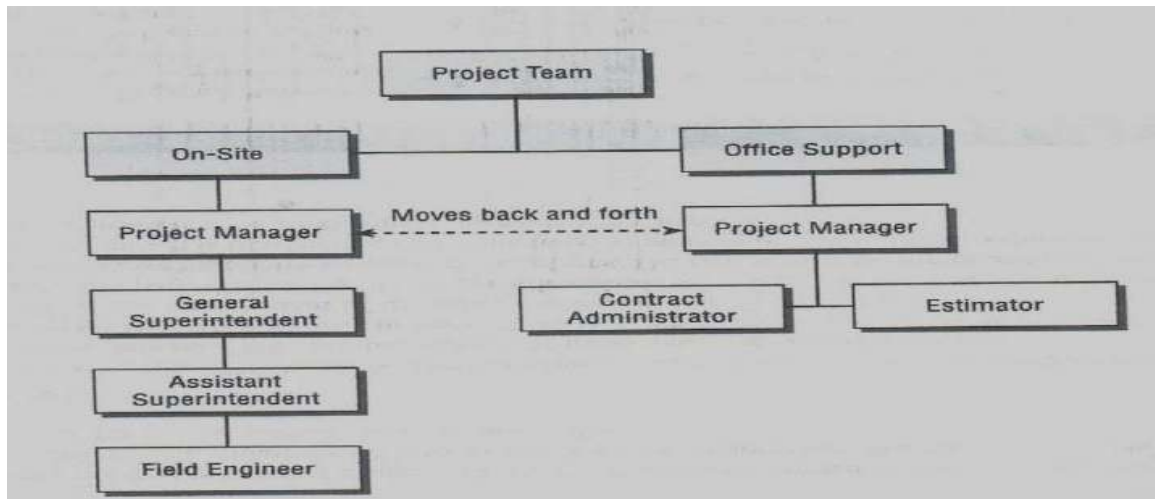 Project Team
On-Site
Office Support
Project Manager
Moves back and forth
Project Manager
General
Superintendent
Contract
Administrator
Estimator
Assistant
Superintendent
Field Engineer